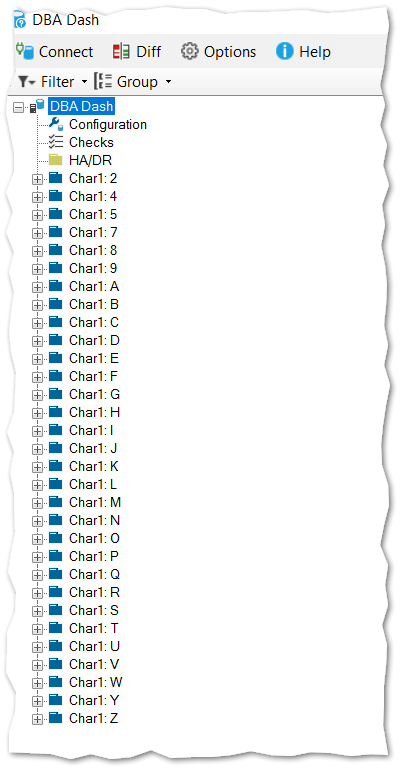 DBA Dash
Connect Diff Options Help
Filter Group
DBA Dash
Configuration
Checks
HA/DR
Char1: 2
Char1: 4
Char1: 5
Char1: 7
Char1: 8
Char1: 9
Char1: A
Char1: B
Char1: C
Char1: D
Char1: E
Char1: F
Char1: G
Char1: H
Char1: I
Char1: J
Char1: K
Char1: L
Char1: M
Char1: N
Char1: O
Char1: P
Char1: Q
Char1: R
Char1: S
Char1: T
Char1: U
Char1: V
Char1: W
Char1: Y
Char1: Z